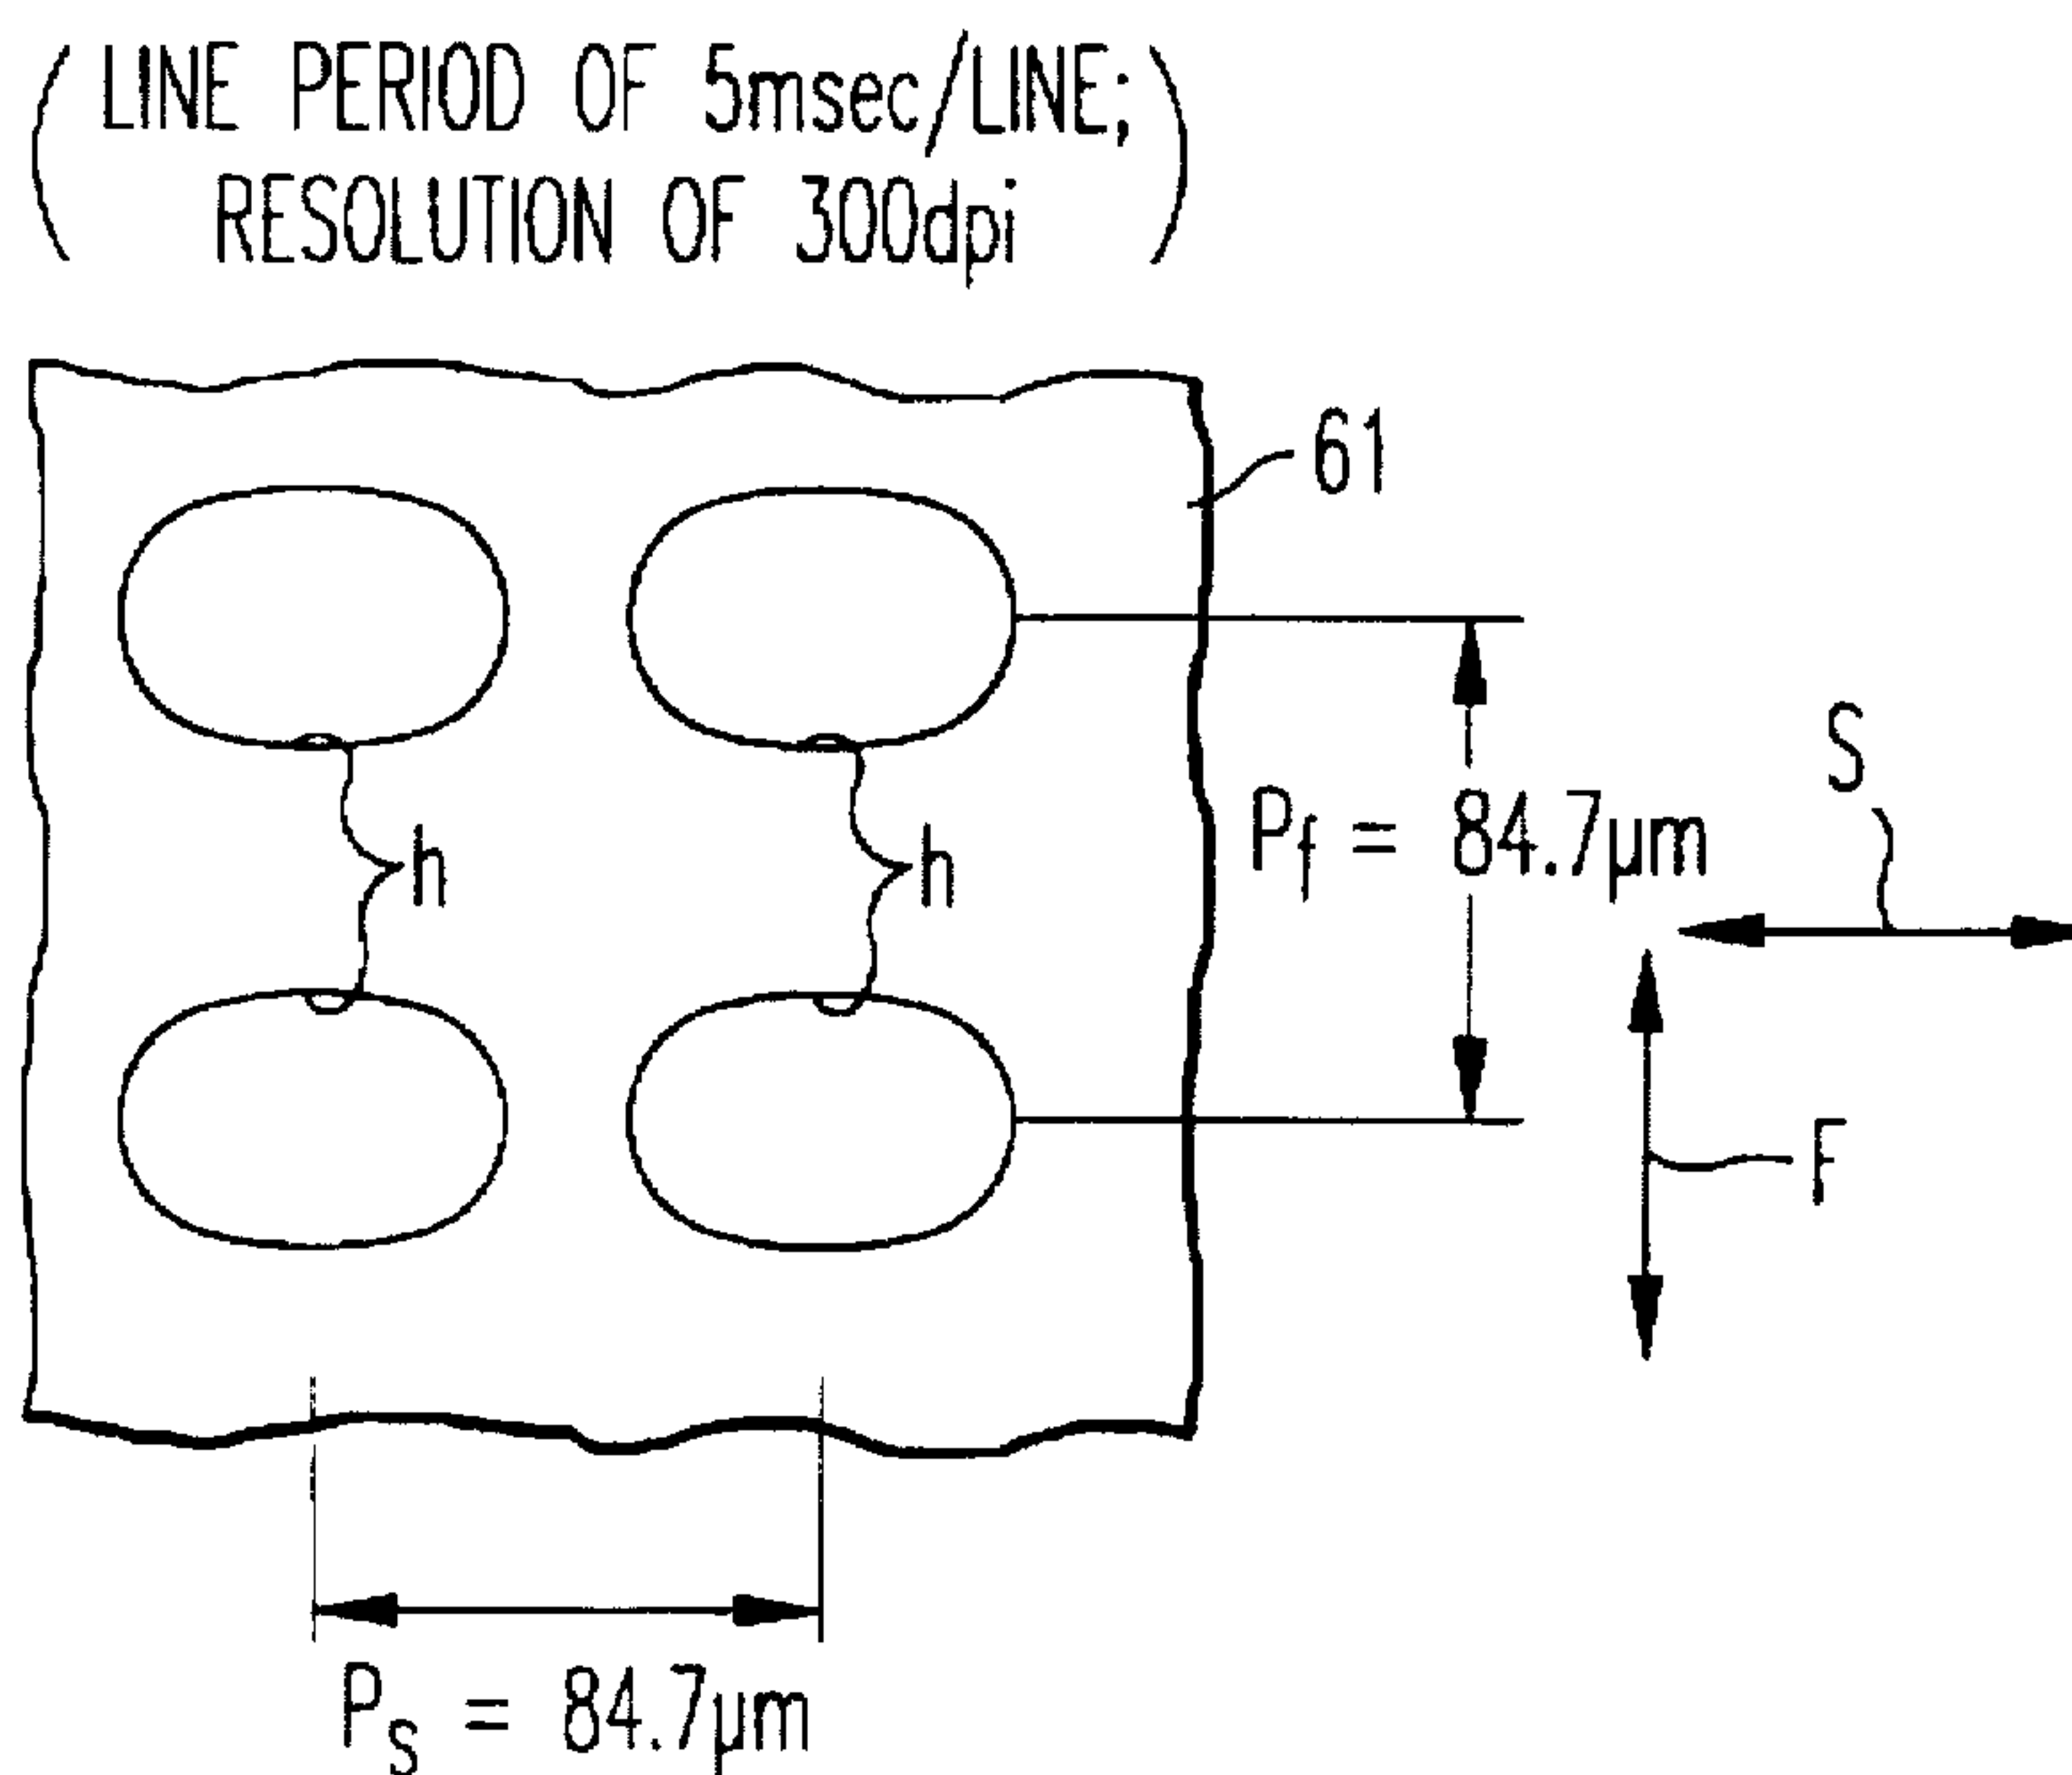 ( LINE PERIOD OF 5msec/LINE;
RESOLUTION OF 300dpi )
61
S
h
h
Pf = 84.7μm
F
Ps = 84.7μm